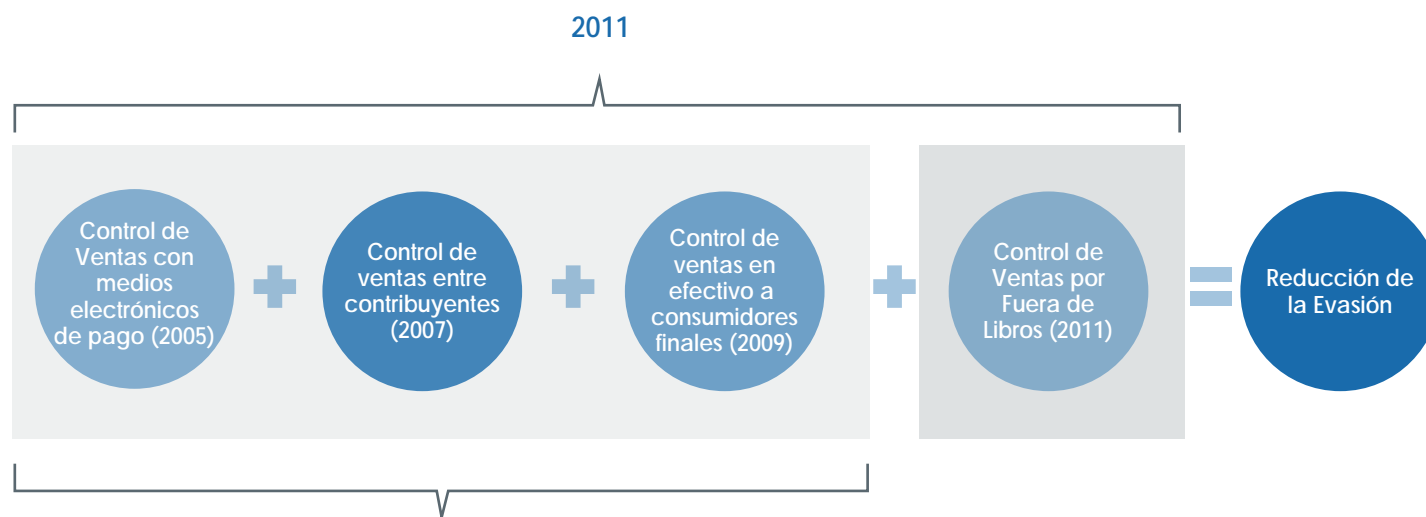 2011
Control de
Ventas con
medios
electrónicos
de pago (2005)
Control de
ventas entre
contribuyentes
(2007)
Control de
ventas en
efectivo a
consumidores
finales (2009)
Control de
Ventas por
Fuera de
Libros (2011)
Reducción de
la Evasión